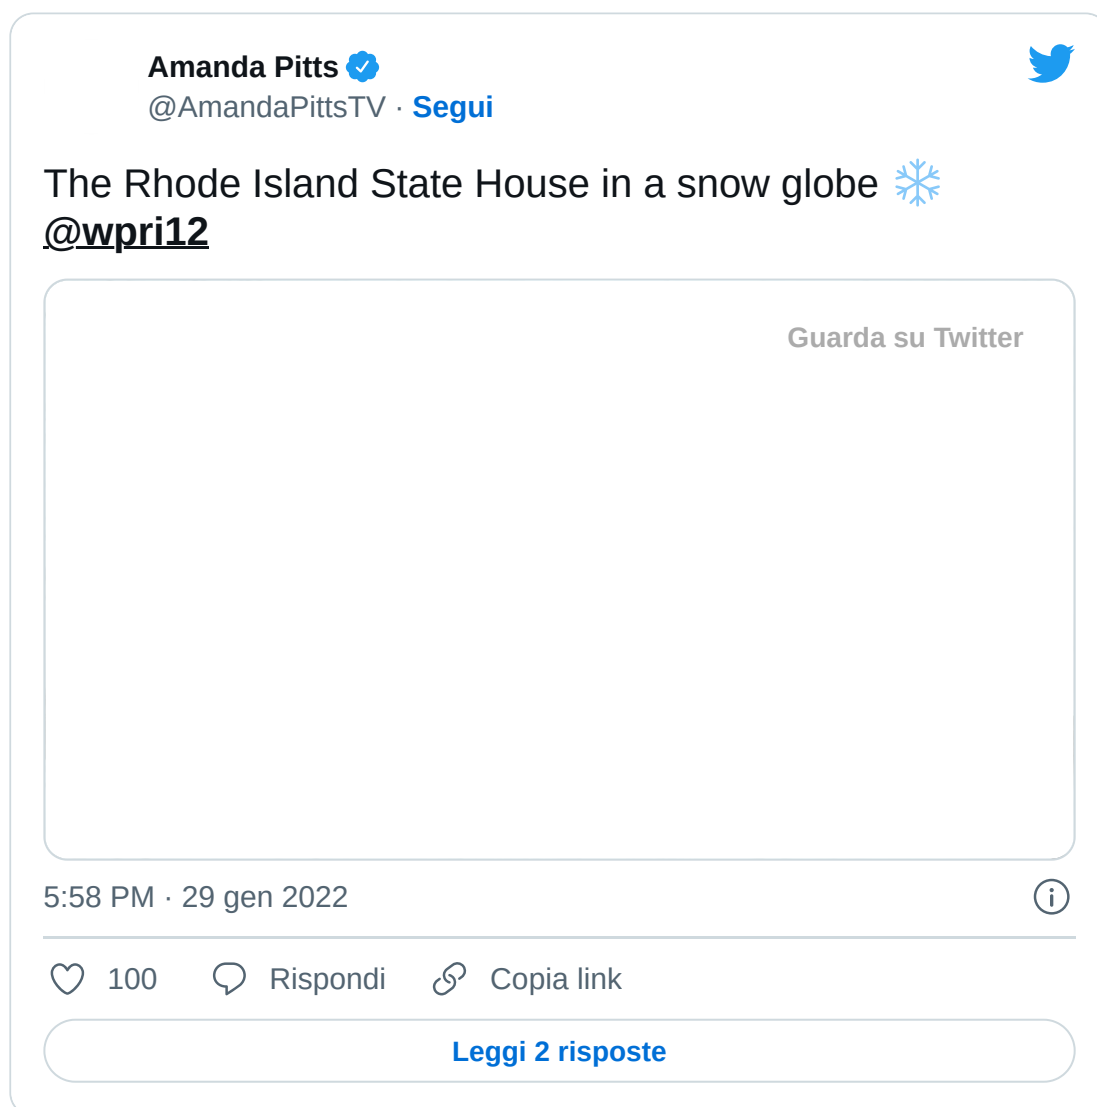 Amanda Pitts
@AmandaPittsTV · Segui
The Rhode Island State House in a snow globe ❄️
@wpri12
Guarda su Twitter
5:58 PM · 29 gen 2022
100 Rispondi Copia link
Leggi 2 risposte